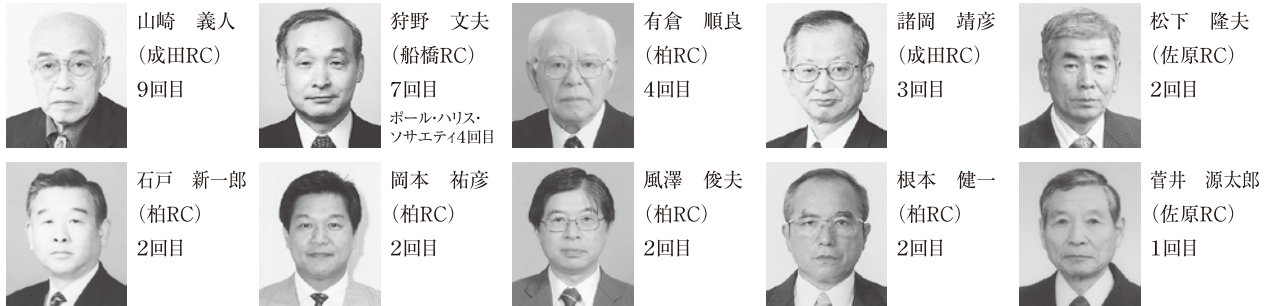 山崎　義人
（成田RC）
9回目
狩野　文夫
（船橋RC）
7回目
ポール・ハリス・
ソサエティ4回目
有倉　順良
（柏RC）
4回目
諸岡　靖彦
（成田RC）
3回目
松下　隆夫
（佐原RC）
2回目
石戸　新一郎
（柏RC）
2回目
岡本　祐彦
（柏RC）
2回目
風澤　俊夫
（柏RC）
2回目
根本　健一
（柏RC）
2回目
菅井　源太郎
（佐原RC）
1回目